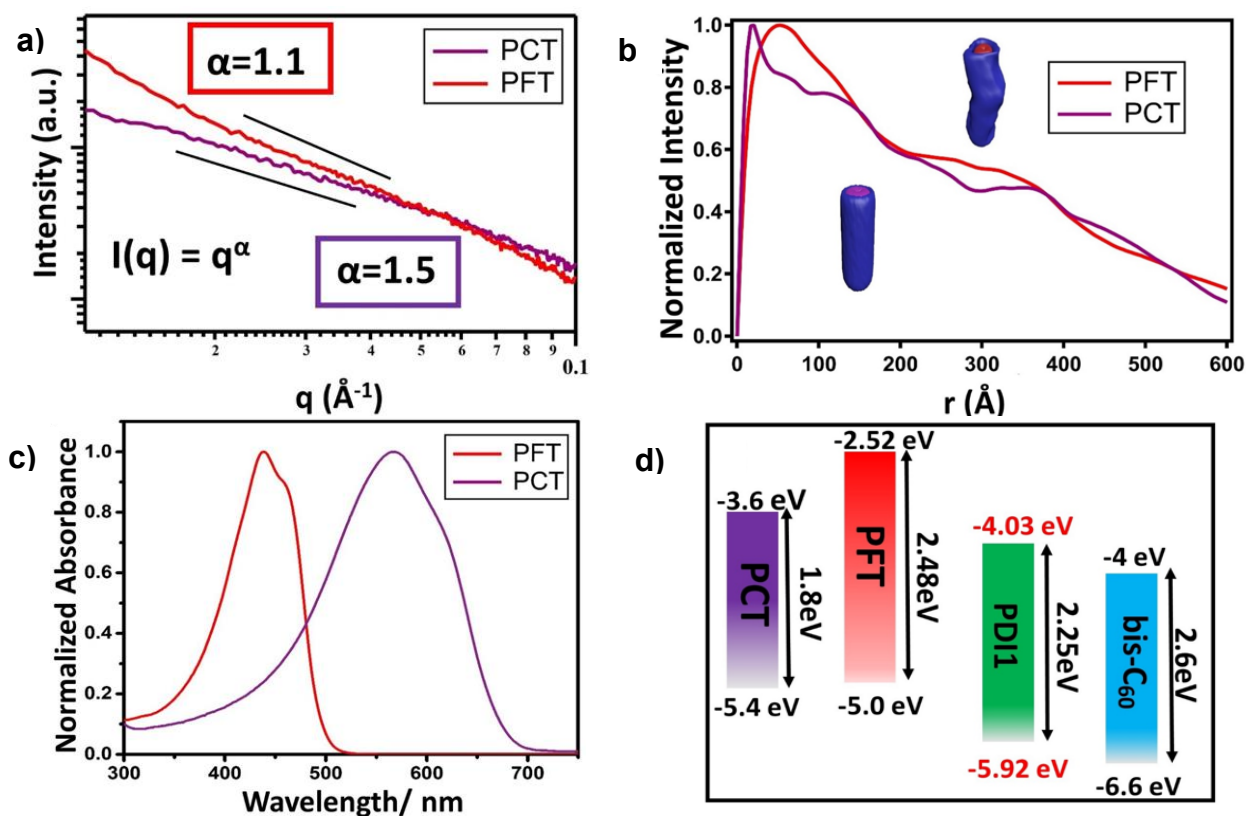 a)
α=1.1
PCT
PFT
I(q) = q^α
α=1.5
Intensity (a.u.)
2
3
4
5
6
7
8
9
0.1
q (Å⁻¹)
b)
1.0
0.8
0.6
0.4
0.2
0.0
PFT
PCT
Normalized Intensity
0
100
200
300
400
500
600
r (Å)
c)
1.0
0.8
0.6
0.4
0.2
0.0
PFT
PCT
Normalized Absorbance
300
400
500
600
700
Wavelength/ nm
d)
-2.52 eV
-3.6 eV
-4.03 eV
-4 eV
PCT
1.8eV
PFT
2.48eV
PDI1
2.25eV
bis-C₆₀
2.6eV
-5.4 eV
-5.0 eV
-5.92 eV
-6.6 eV